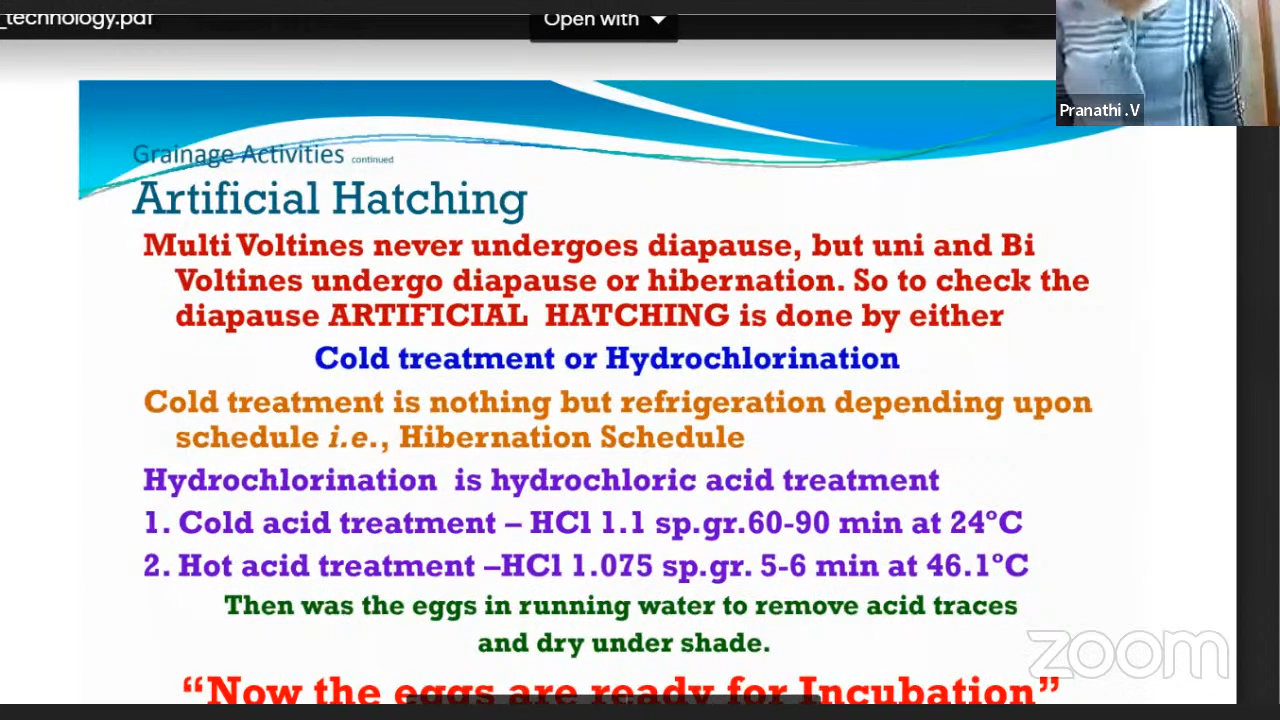 _technology.pdf
Open with
Pranathi .V
Grainage Activities continued
Artificial Hatching
Multi Voltines never undergoes diapause, but uni and Bi
Voltines undergo diapause or hibernation. So to check the
diapause ARTIFICIAL HATCHING is done by either
Cold treatment or Hydrochlorination
Cold treatment is nothing but refrigeration depending upon
schedule i.e., Hibernation Schedule
Hydrochlorination is hydrochloric acid treatment
1. Cold acid treatment – HCl 1.1 sp.gr.60-90 min at 24°C
2. Hot acid treatment –HCl 1.075 sp.gr. 5-6 min at 46.1°C
Then was the eggs in running water to remove acid traces
and dry under shade.
zoom
“Now the eggs are ready for Incubation”